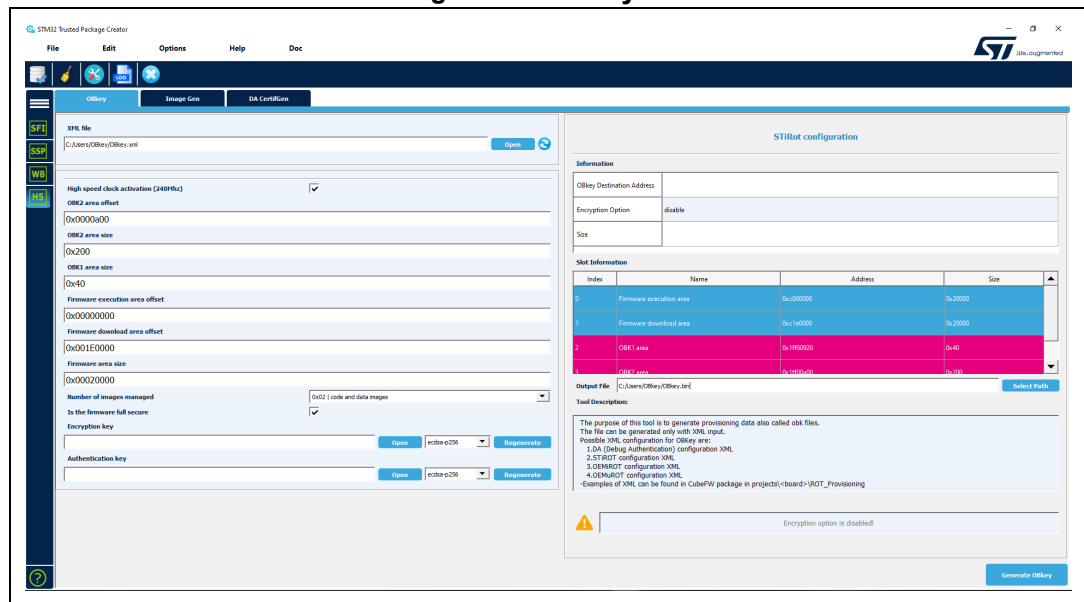 STM32 Trusted Package Creator
File Edit Options Help Doc
life.augmented
LOG
OBkey Image Gen DA CertifGen
SFI
SSP
WB
H5
XML file
C:/Users/OBkey/OBkey.xml Open
High speed clock activation (240Mhz)
OBK2 area offset
0x0000a00
OBK2 area size
0x200
OBK1 area size
0x40
Firmware execution area offset
0x00000000
Firmware download area offset
0x001E0000
Firmware area size
0x00020000
Number of images managed 0x02 | code and data images
Is the firmware full secure
Encryption key
Open ecdsa-p256 Regenerate
Authentication key
Open ecdsa-p256 Regenerate
STiRot configuration
Information
OBkey Destination Address
Encryption Option disable
Size
Slot Information
Index Name Address Size
0 Firmware execution area 0xc000000 0x20000
1 Firmware download area 0xc1e0000 0x20000
2 OBK1 area 0x1ff00920 0x40
3 OBK2 area 0x1ff00a00 0x200
Output File C:/Users/OBkey/OBkey.bin Select Path
Tool Description:
The purpose of this tool is to generate provisioning data also called obk files.
The file can be generated only with XML input.
Possible XML configuration for OBKey are:
1.DA (Debug Authentication) configuration XML
2.STiROT configuration XML
3.OEMiROT configuration XML
4.OEMuROT configuration XML
-Examples of XML can be found in CubeFW package in projects\<board>\ROT_Provisioning
Encryption option is disabled!
Generate OBkey